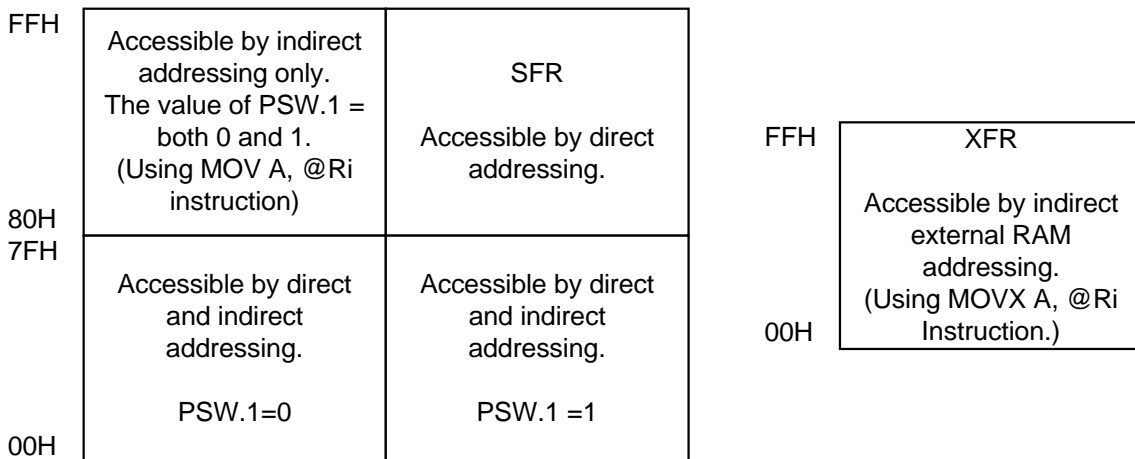 FFH
Accessible by indirect
addressing only.
The value of PSW.1 =
both 0 and 1.
(Using MOV A, @Ri
instruction)
80H
SFR
Accessible by direct
addressing.
7FH
Accessible by direct
and indirect
addressing.
PSW.1=0
00H
Accessible by direct
and indirect
addressing.
PSW.1 =1
FFH
XFR
Accessible by indirect
external RAM
addressing.
(Using MOVX A, @Ri
Instruction.)
00H